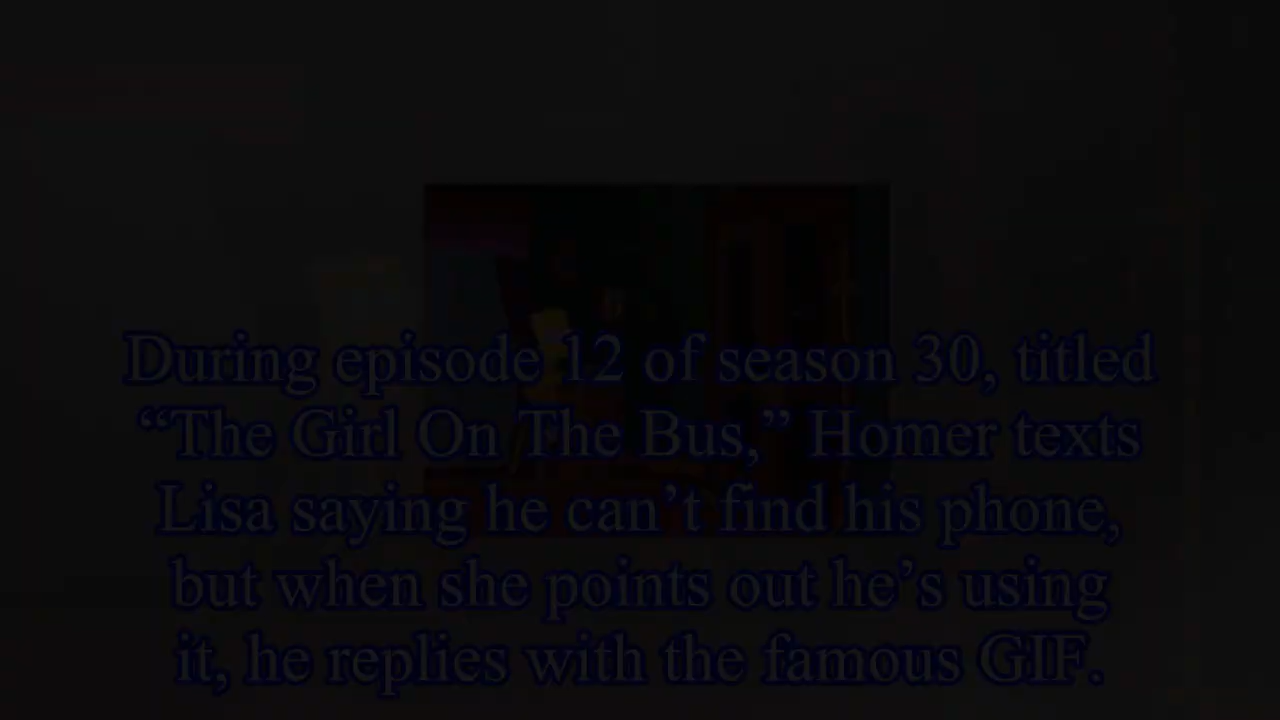 During episode 12 of season 30, titled
“The Girl On The Bus,” Homer texts
Lisa saying he can’t find his phone,
but when she points out he’s using
it, he replies with the famous GIF.